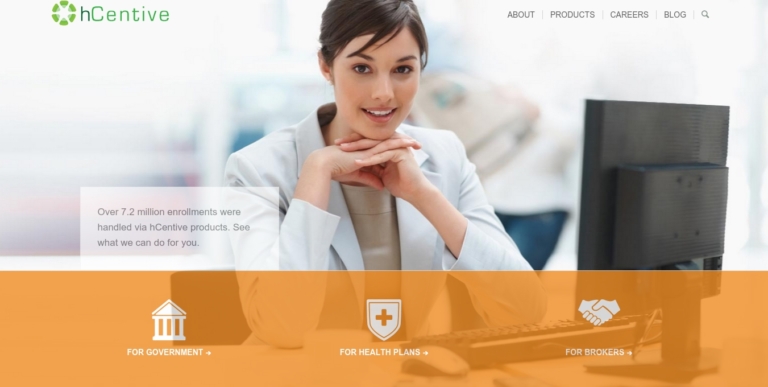 hCentive
ABOUT
PRODUCTS
CAREERS
BLOG
Over 7.2 million enrollments were
handled via hCentive products. See
what we can do for you.
FOR GOVERNMENT
FOR HEALTH PLANS
FOR BROKERS